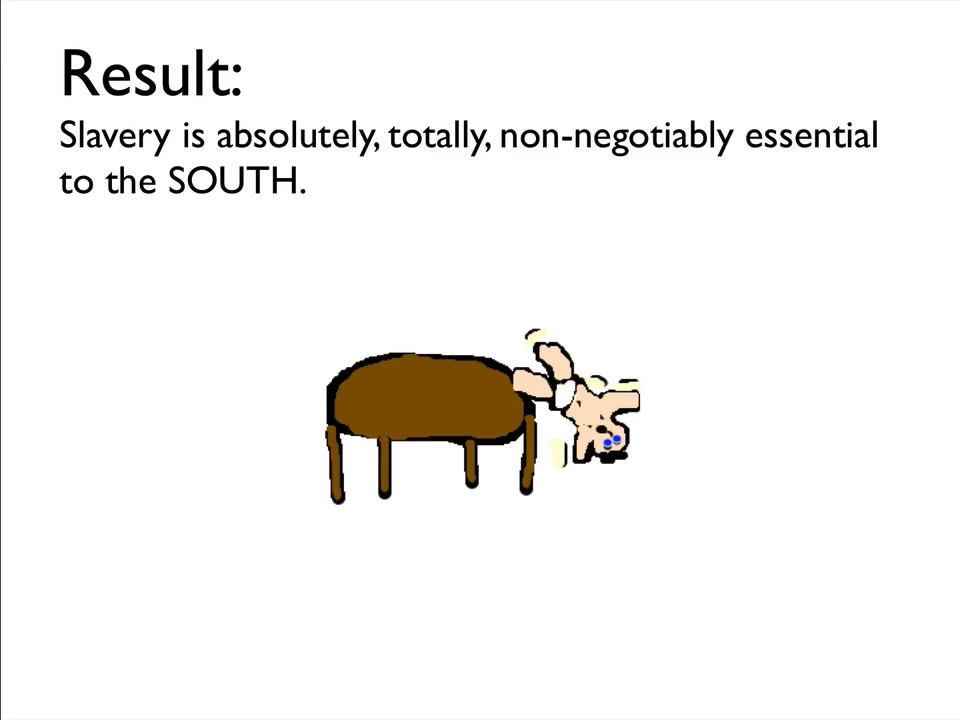 Result:
Slavery is absolutely, totally, non-negotiably essential
to the SOUTH.